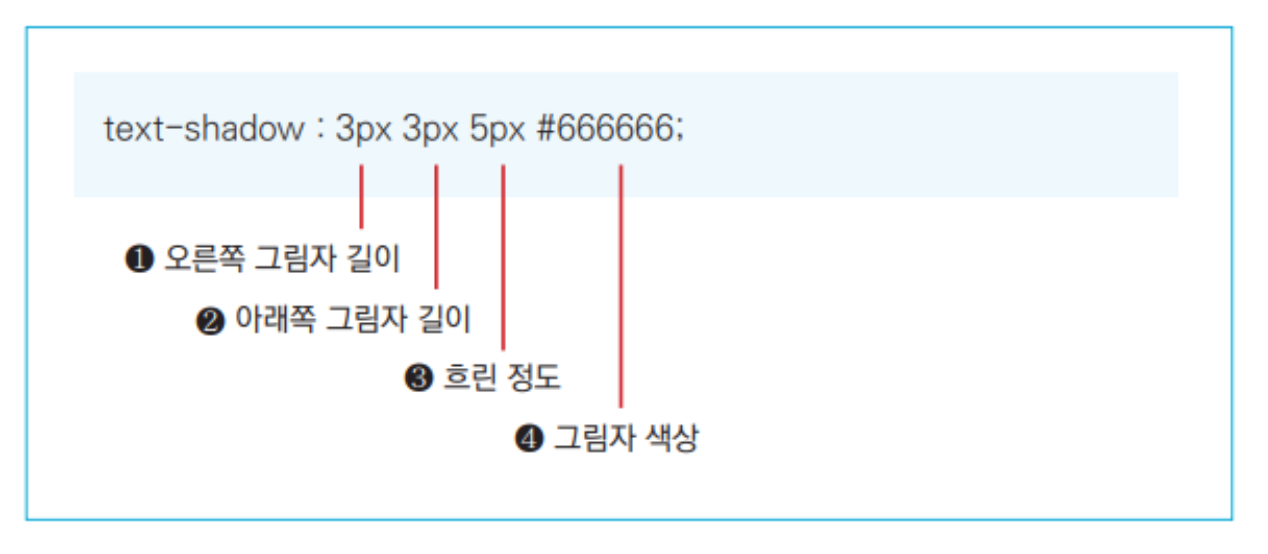 text-shadow : 3px 3px 5px #666666;
❶ 오른쪽 그림자 길이
❷ 아래쪽 그림자 길이
❸ 흐린 정도
❹ 그림자 색상